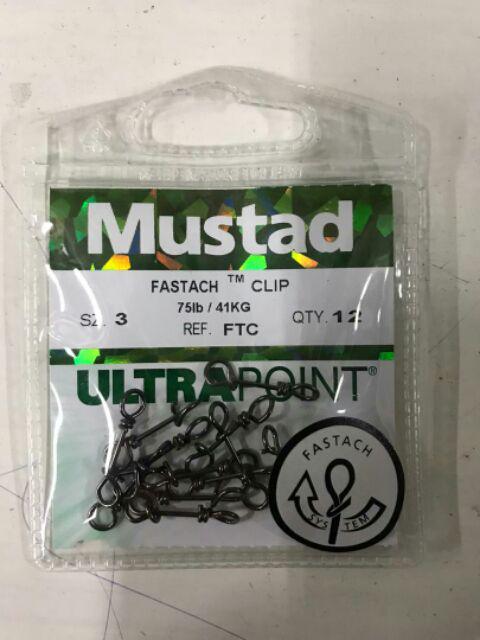 Mustad
FASTACH ™ CLIP
75lb / 41KG
SZ. 3 REF. FTC QTY. 12
ULTRAPOINT®
FASTACH
SYSTEM